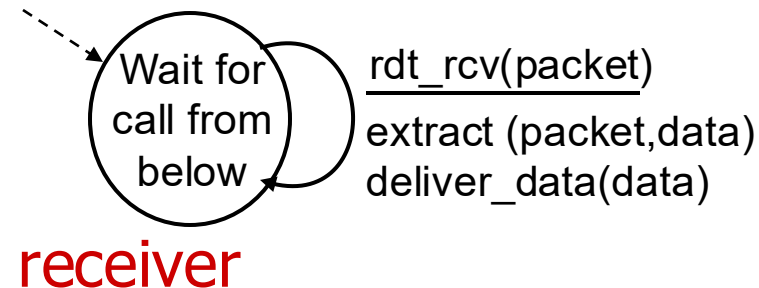 Wait for
call from
below
rdt_rcv(packet)
extract (packet,data)
deliver_data(data)
receiver